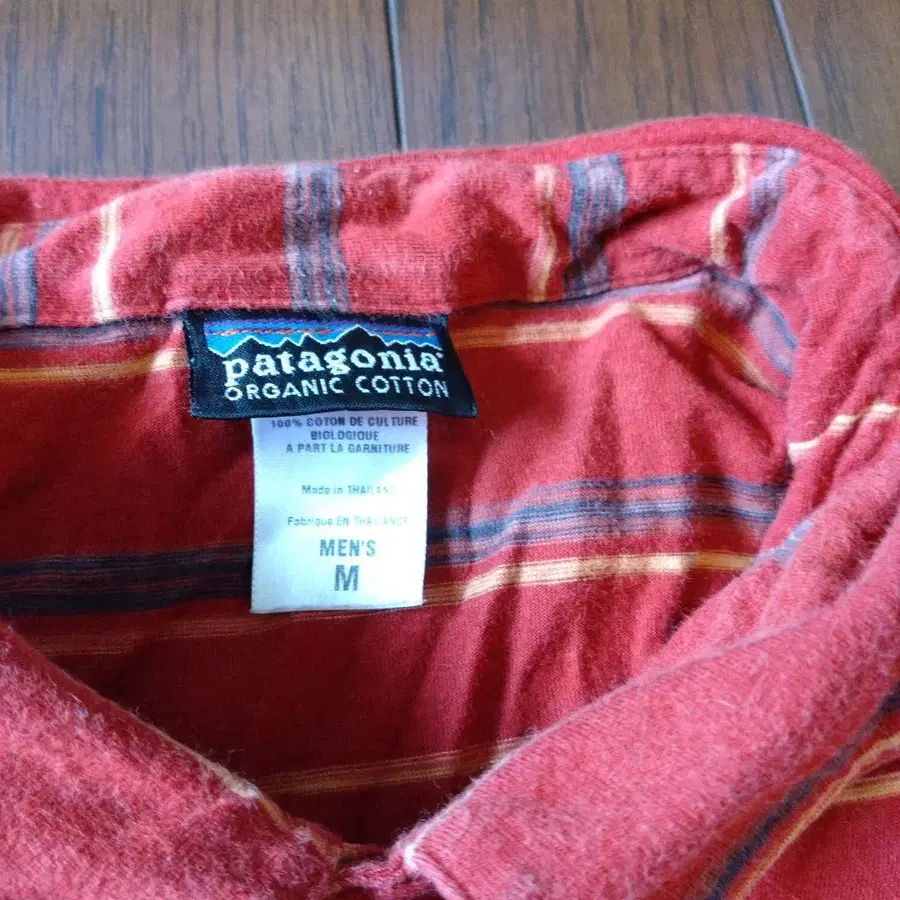 patagonia
ORGANIC COTTON
100% COTON DE CULTURE
BIOLOGIQUE
A PART LA GARNITURE
Made in THAILAND
Fabrique EN THAILANDE
MEN'S
M